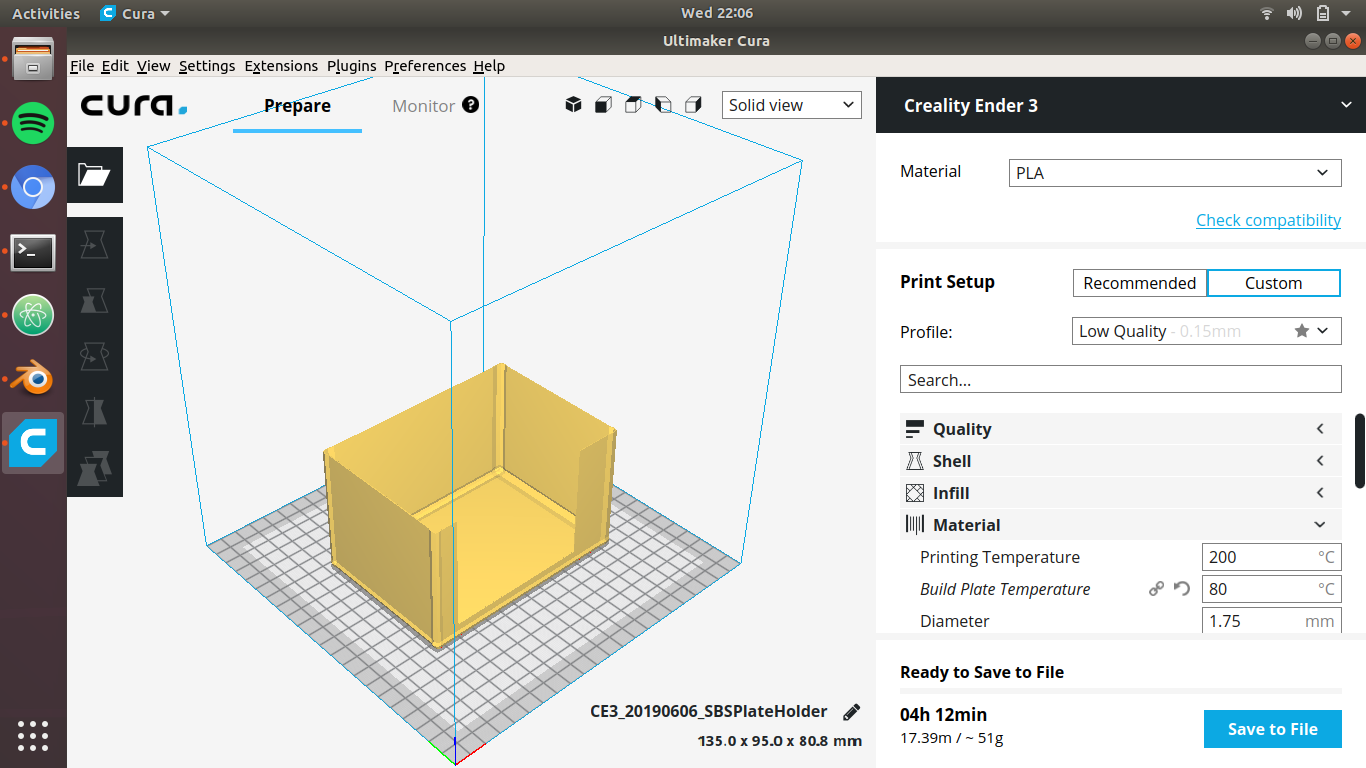 Activities
Cura
Wed 22:06
Ultimaker Cura
File Edit View Settings Extensions Plugins Preferences Help
cura.
Prepare
Monitor ?
Solid view
Creality Ender 3
Material
PLA
Check compatibility
Print Setup
Recommended
Custom
Profile:
Low Quality - 0.15mm
Search...
Quality
Shell
Infill
Material
Printing Temperature
200 °C
Build Plate Temperature
80 °C
Diameter
1.75 mm
CE3_20190606_SBSPlateHolder
135.0 x 95.0 x 80.8 mm
Ready to Save to File
04h 12min
17.39m / ~ 51g
Save to File